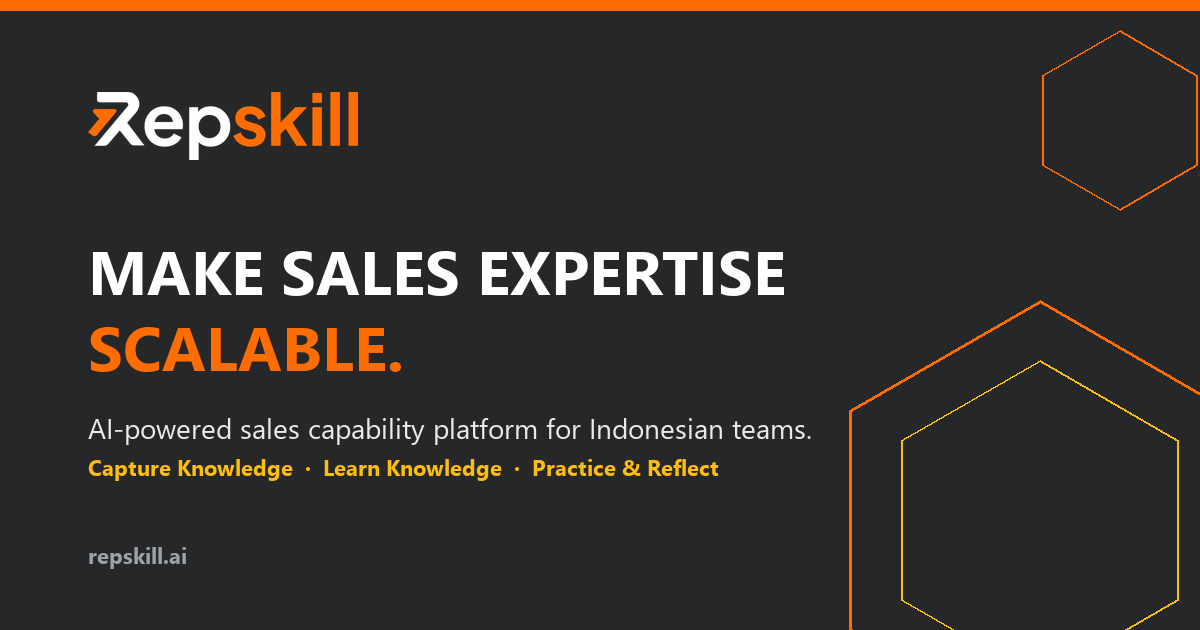 Repskill
MAKE SALES EXPERTISE
SCALABLE.
AI-powered sales capability platform for Indonesian teams.
Capture Knowledge · Learn Knowledge · Practice & Reflect
repskill.ai